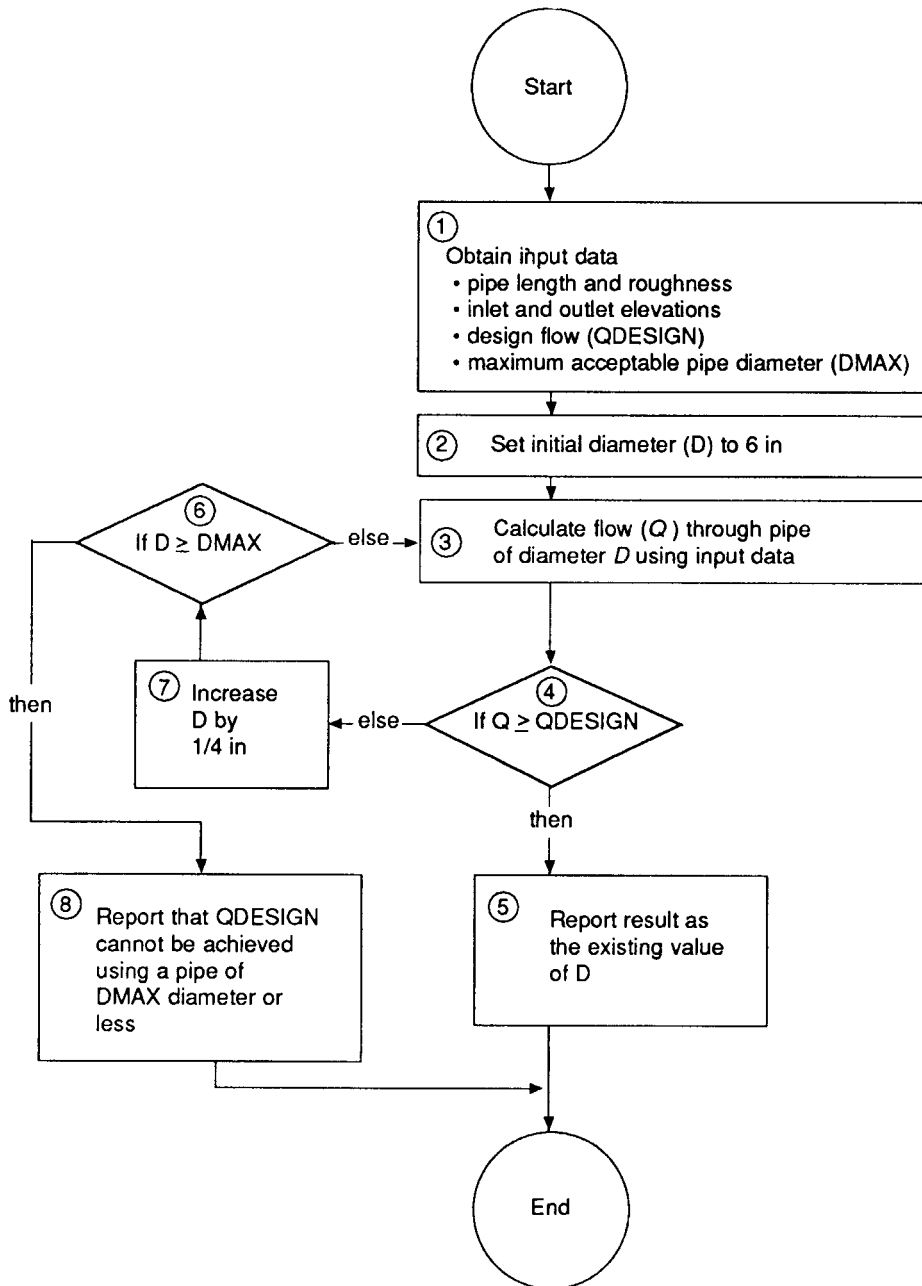 Start
1
Obtain input data
• pipe length and roughness
• inlet and outlet elevations
• design flow (QDESIGN)
• maximum acceptable pipe diameter (DMAX)
2
Set initial diameter (D) to 6 in
6
If D ≥ DMAX
else
3
Calculate flow (Q) through pipe
of diameter D using input data
then
7
Increase
D by
1/4 in
else
4
If Q ≥ QDESIGN
then
8
Report that QDESIGN
cannot be achieved
using a pipe of
DMAX diameter or
less
5
Report result as
the existing value
of D
End